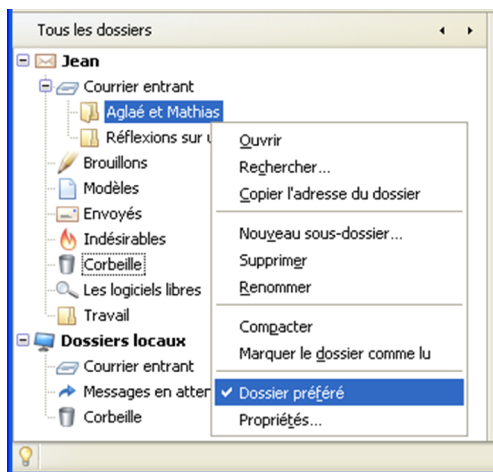 Tous les dossiers
Jean
Courrier entrant
Aglaé et Mathias
Réflexions sur
Brouillons
Modèles
Envoyés
Indésirables
Corbeille
Les logiciels libres
Travail
Dossiers locaux
Courrier entrant
Messages en atten
Corbeille
Ouvrir
Rechercher...
Copier l'adresse du dossier
Nouveau sous-dossier...
Supprimer
Renommer
Compacter
Marquer le dossier comme lu
Dossier préféré
Propriétés...